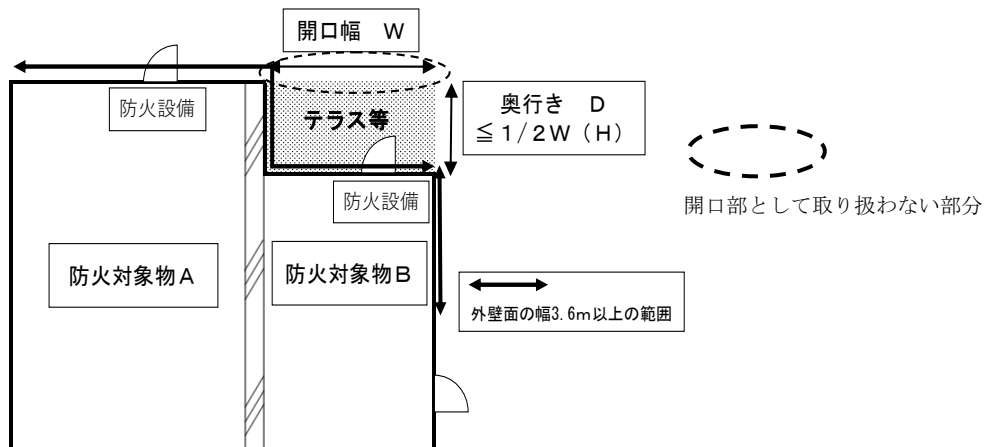 開口幅　W
防火設備
テラス等
奥行き　D
≦1/2W（H）
開口部として取り扱わない部分
防火設備
防火対象物A
防火対象物B
外壁面の幅3.6m以上の範囲